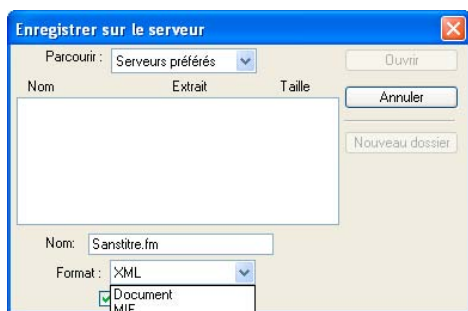 Enregistrer sur le serveur
Parcourir : Serveurs préférés Ouvrir
Nom Extrait Taille
Annuler
Nouveau dossier
Nom: Sanstitre.fm
Format : XML
Document
MIF